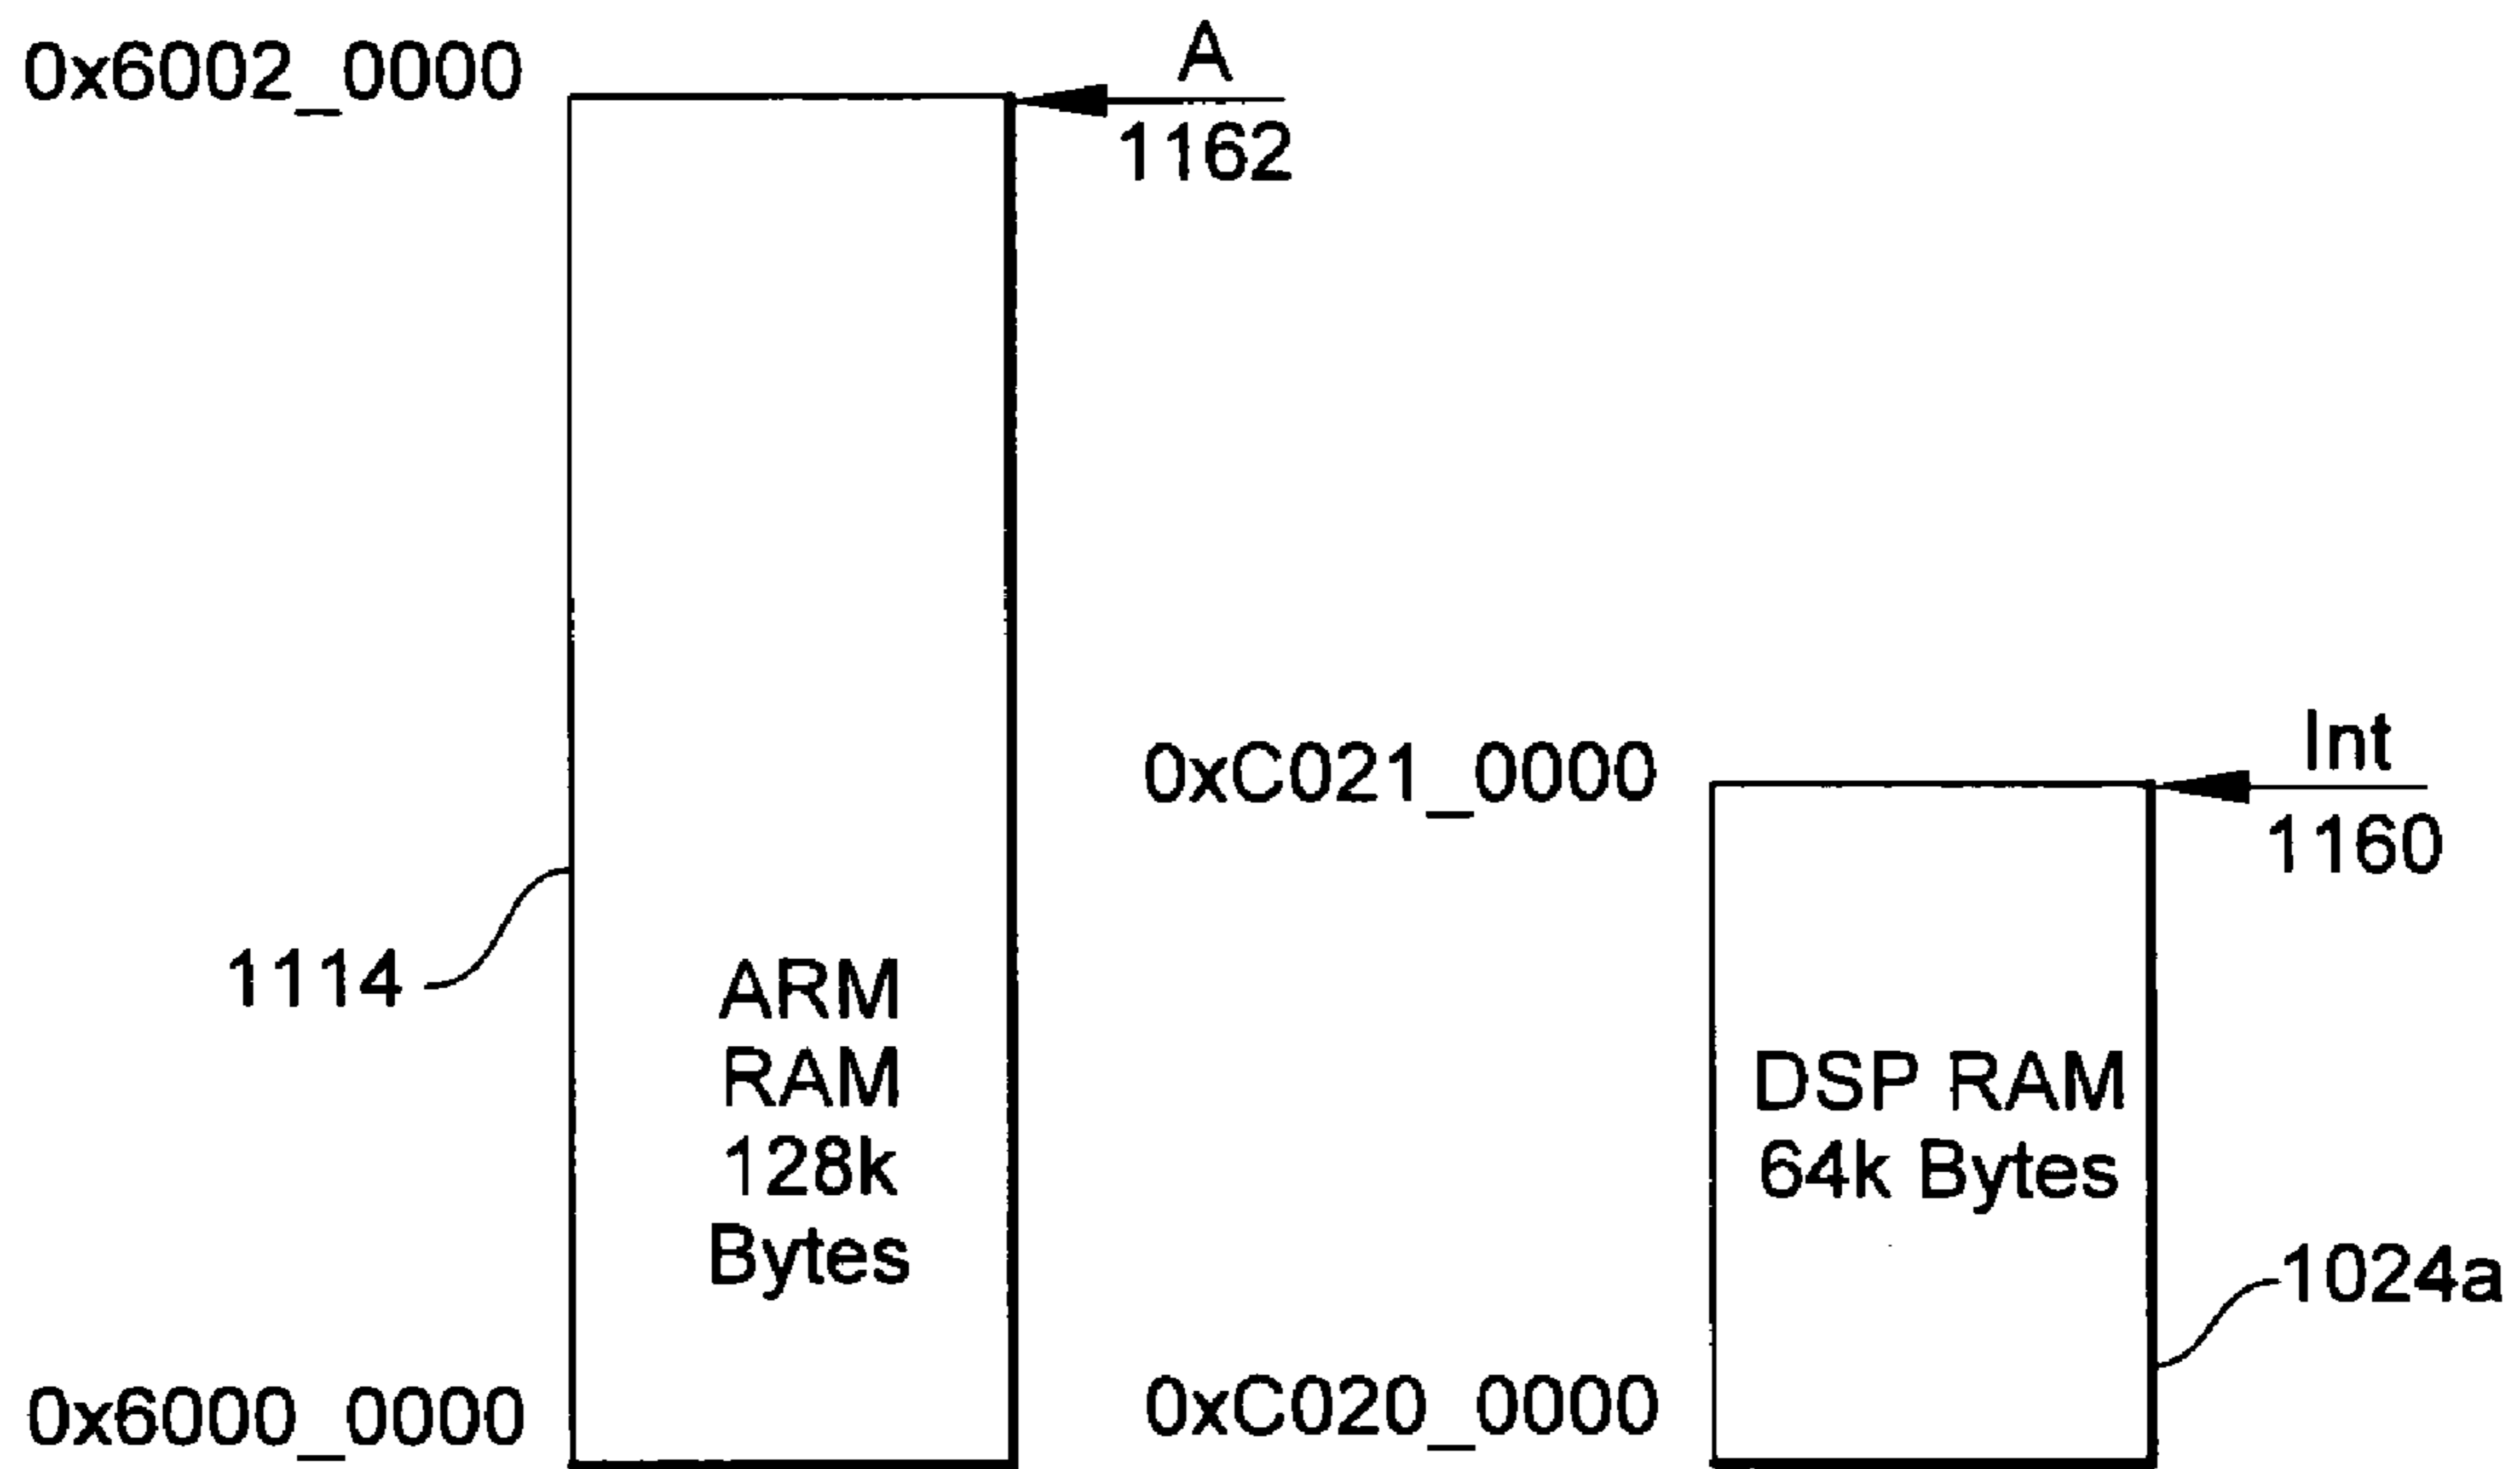 0x6002_0000
A
1162
0xC021_0000
Int
1160
1114
ARM
RAM
128k
Bytes
DSP RAM
64k Bytes
1024a
0x6000_0000
0xC020_0000